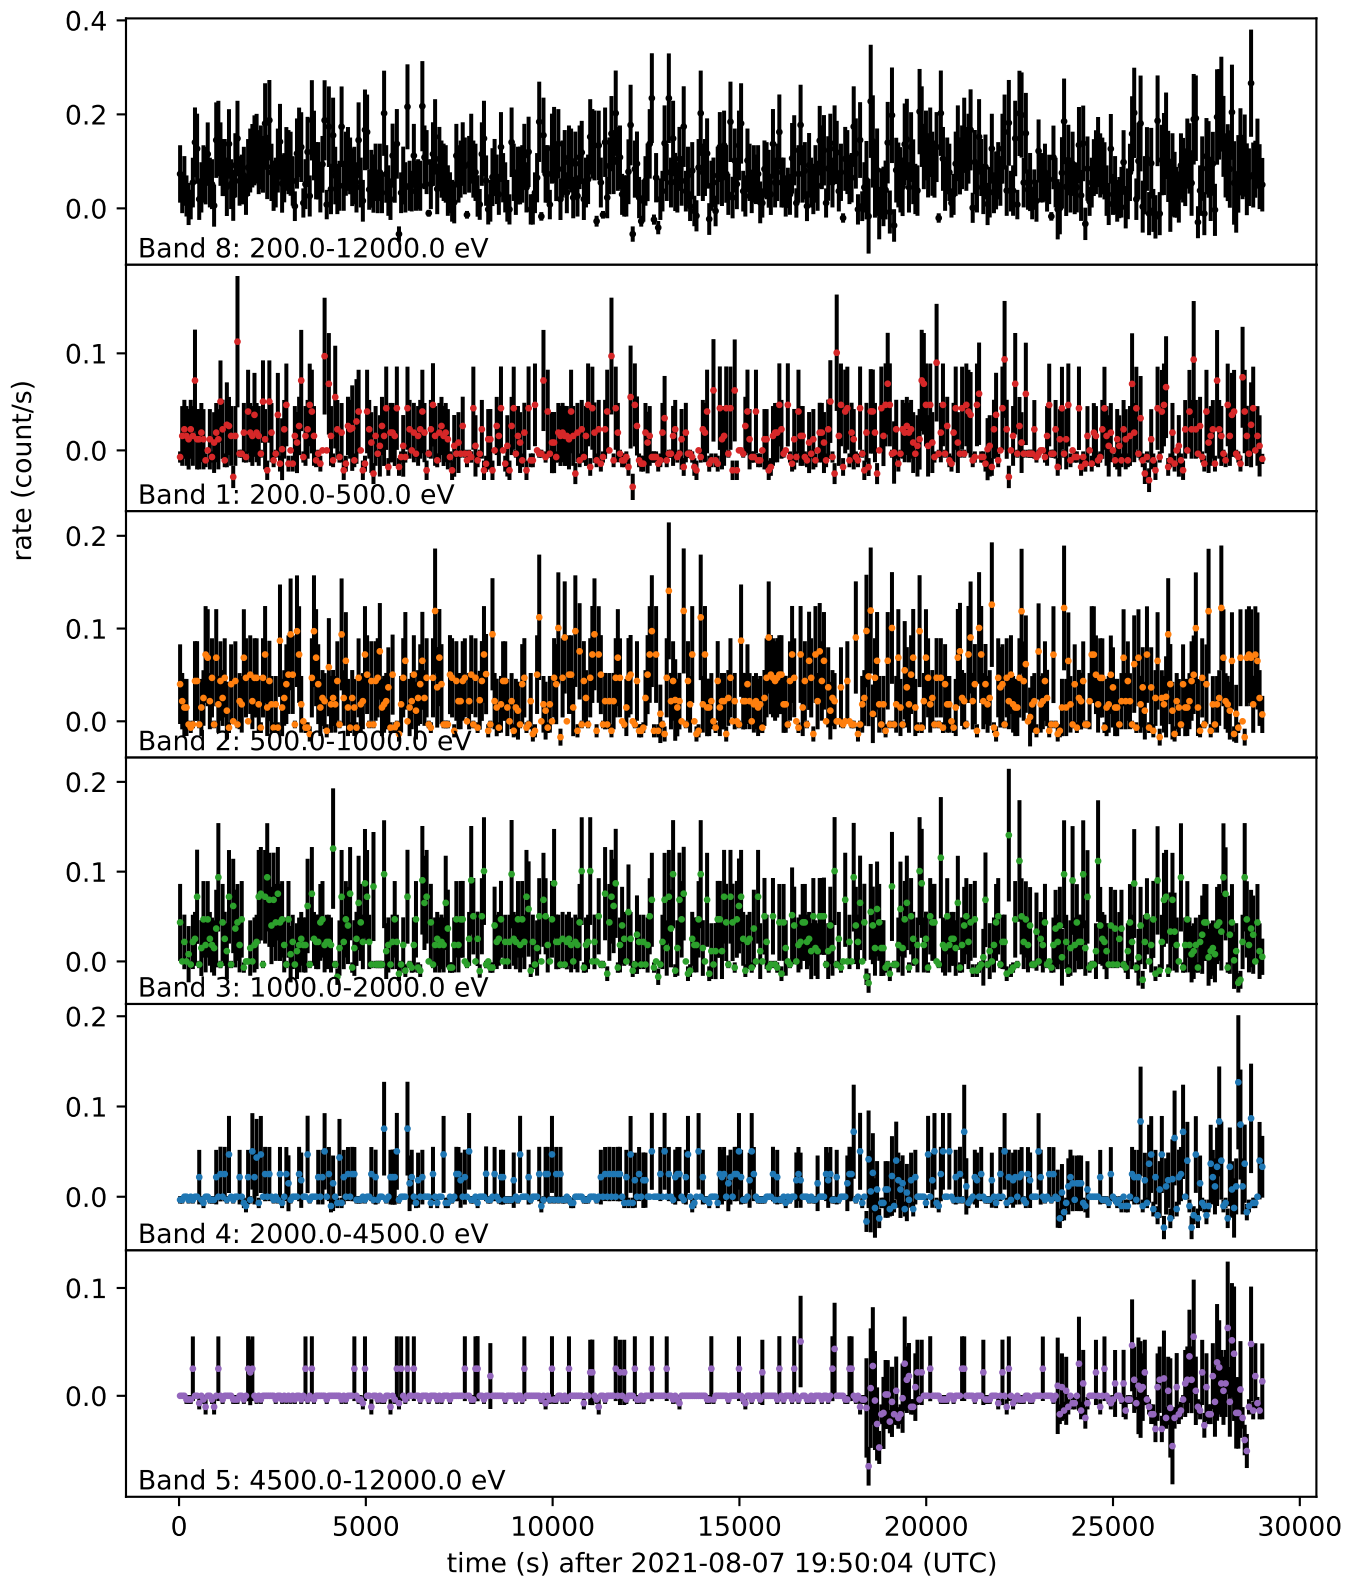 0.4
0.2
0.0
Band 8: 200.0-12000.0 eV
0.1
0.0
Band 1: 200.0-500.0 eV
rate (count/s)
0.2
0.1
0.0
Band 2: 500.0-1000.0 eV
0.2
0.1
0.0
Band 3: 1000.0-2000.0 eV
0.2
0.1
0.0
Band 4: 2000.0-4500.0 eV
0.1
0.0
Band 5: 4500.0-12000.0 eV
0 5000 10000 15000 20000 25000 30000
time (s) after 2021-08-07 19:50:04 (UTC)